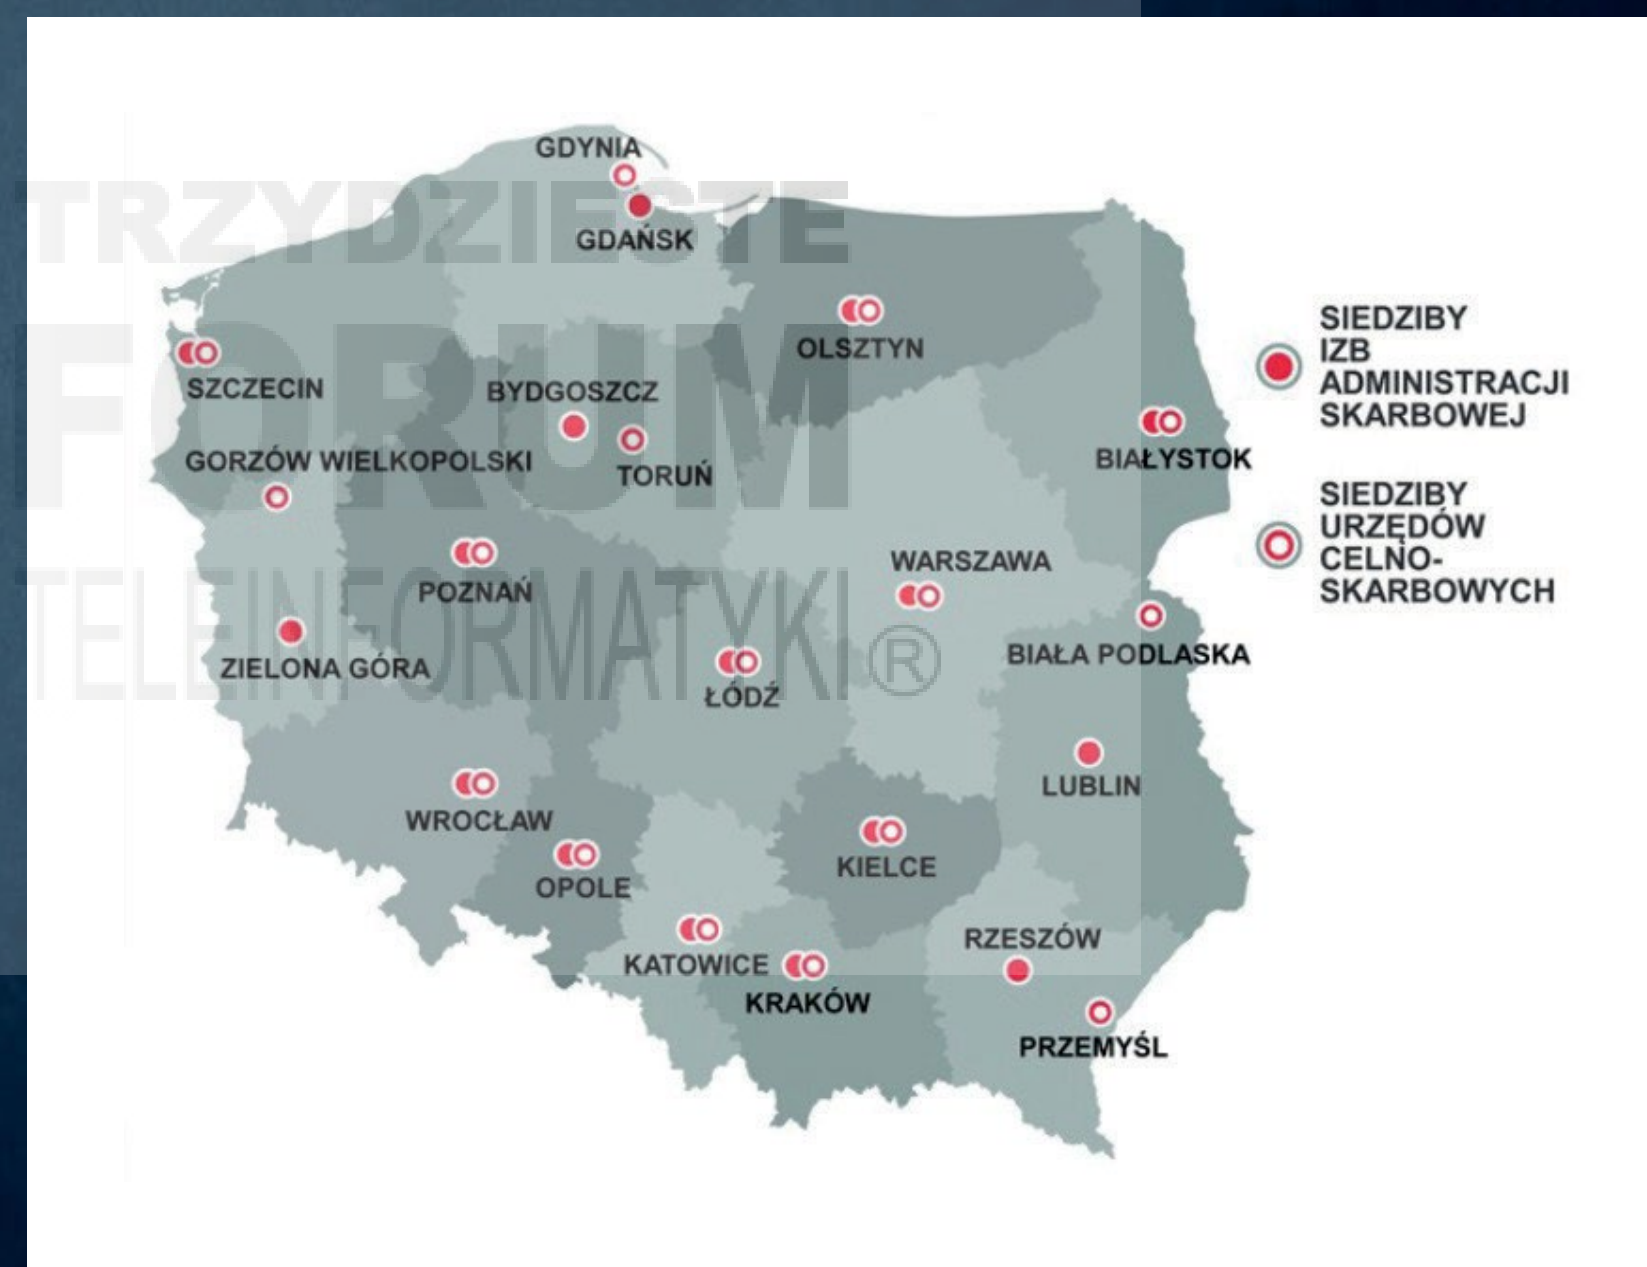 GDYNIA
TRZYDZIESTE
GDAŃSK
OLSZTYN
SZCZECIN
FORUM
BYDGOSZCZ
TORUŃ
GORZÓW WIELKOPOLSKI
BIAŁYSTOK
SIEDZIBY
IZB
ADMINISTRACJI
SKARBOWEJ
SIEDZIBY
URZĘDÓW
CELNO-
SKARBOWYCH
POZNAŃ
WARSZAWA
TELEINFORMATYKI®
ZIELONA GÓRA
ŁÓDŹ
BIAŁA PODLASKA
LUBLIN
WROCŁAW
OPOLE
KIELCE
KATOWICE
KRAKÓW
RZESZÓW
PRZEMYŚL